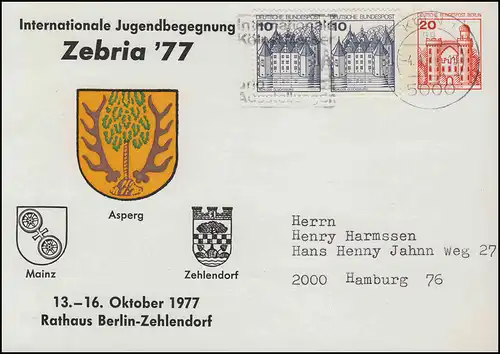 Internationale Jugendbegegnung
Zebria '77
10 DEUTSCHE BUNDESPOST
10 DEUTSCHE BUNDESPOST
20 DEUTSCHE BUNDESPOST BERLIN
5000
Ausstellungen
Asperg
Mainz
Zehlendorf
Herrn
Henry Harmssen
Hans Henny Jahnn Weg 27
2000 Hamburg 76
13.–16. Oktober 1977
Rathaus Berlin-Zehlendorf